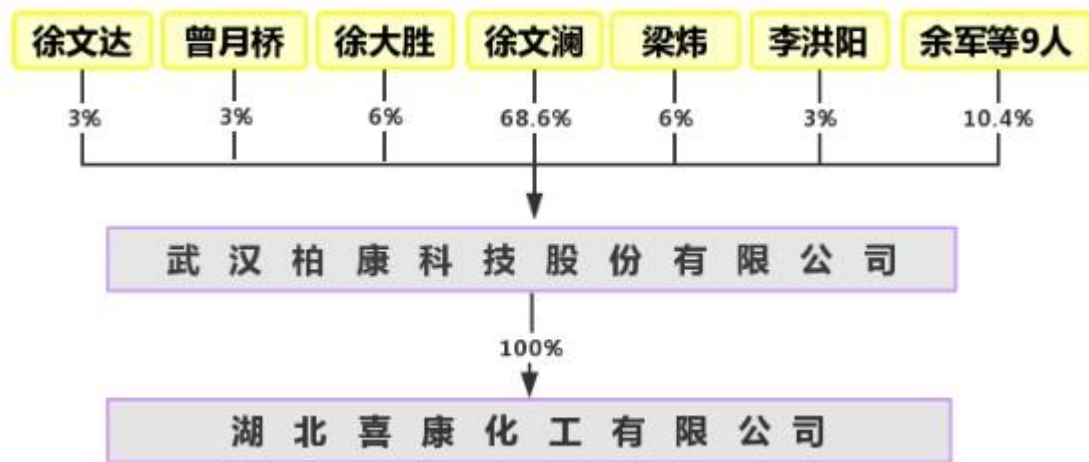 徐文达 曾月桥 徐大胜 徐文澜 梁炜 李洪阳 余军等9人
3% 3% 6% 68.6% 6% 3% 10.4%
武汉柏康科技股份有限公司
100%
湖北喜康化工有限公司